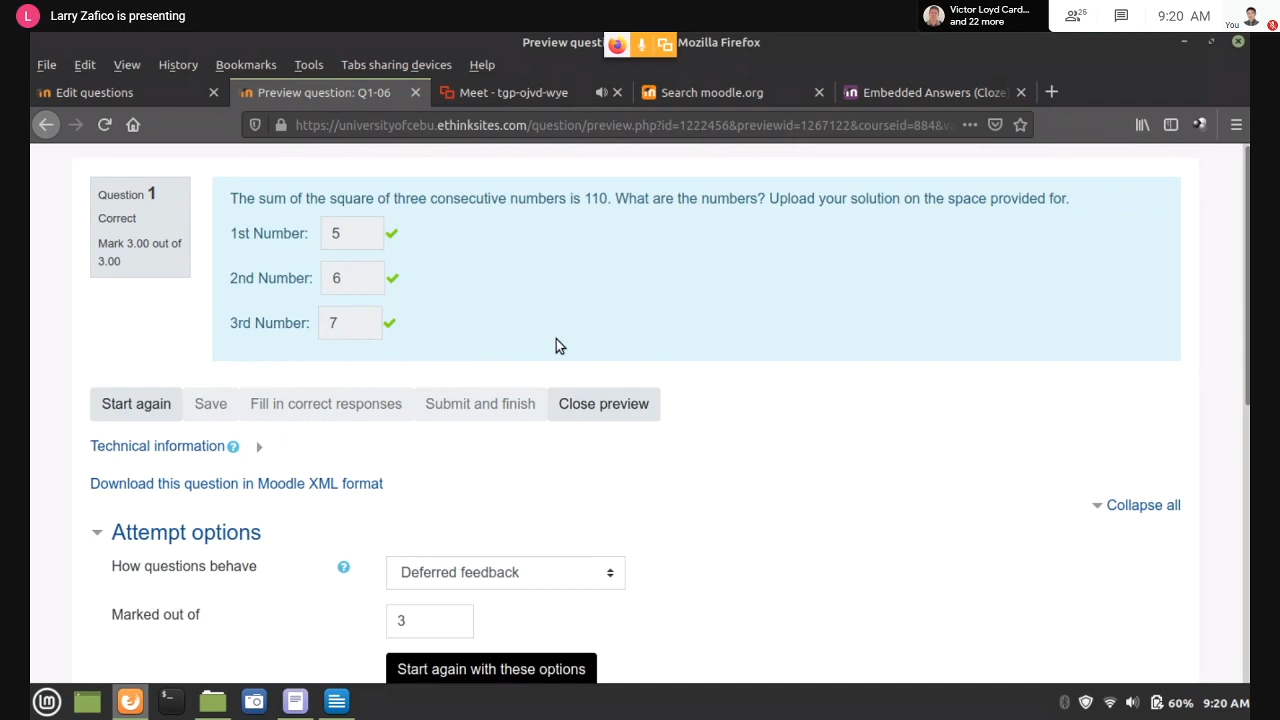 L Larry Zafico is presenting
Victor Loyd Card...
and 22 more
25
9:20 AM
You
Preview questi
Mozilla Firefox
File Edit View History Bookmarks Tools Tabs sharing devices Help
Edit questions
Preview question: Q1-06
Meet - tgp-ojvd-wye
Search moodle.org
Embedded Answers (Cloze)
https://universityofcebu.ethinksites.com/question/preview.php?id=1222456&previewid=1267122&courseid=884&v
Question 1
Correct
Mark 3.00 out of
3.00
The sum of the square of three consecutive numbers is 110. What are the numbers? Upload your solution on the space provided for.
1st Number: 5
2nd Number: 6
3rd Number: 7
Start again Save Fill in correct responses Submit and finish Close preview
Technical information
Download this question in Moodle XML format
Collapse all
Attempt options
How questions behave ? Deferred feedback
Marked out of 3
Start again with these options
60% 9:20 AM